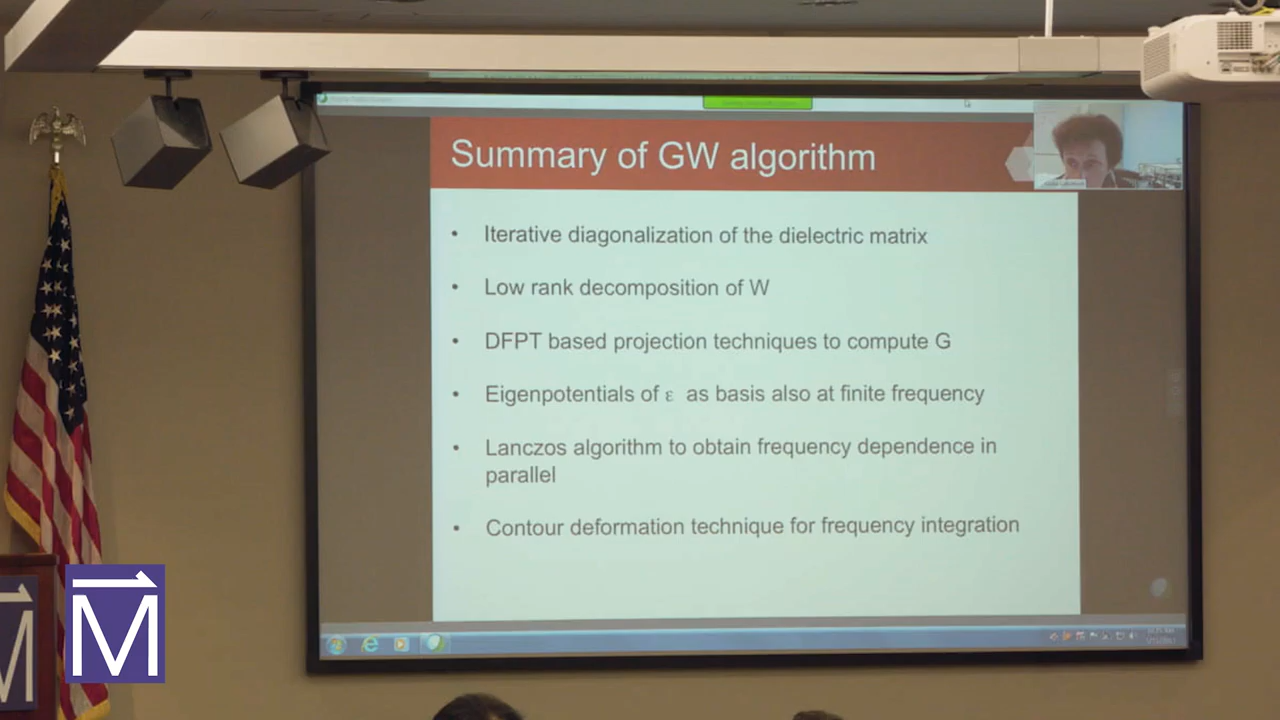 Summary of GW algorithm
• Iterative diagonalization of the dielectric matrix
• Low rank decomposition of W
• DFPT based projection techniques to compute G
• Eigenpotentials of ε as basis also at finite frequency
• Lanczos algorithm to obtain frequency dependence in
parallel
• Contour deformation technique for frequency integration
M
M